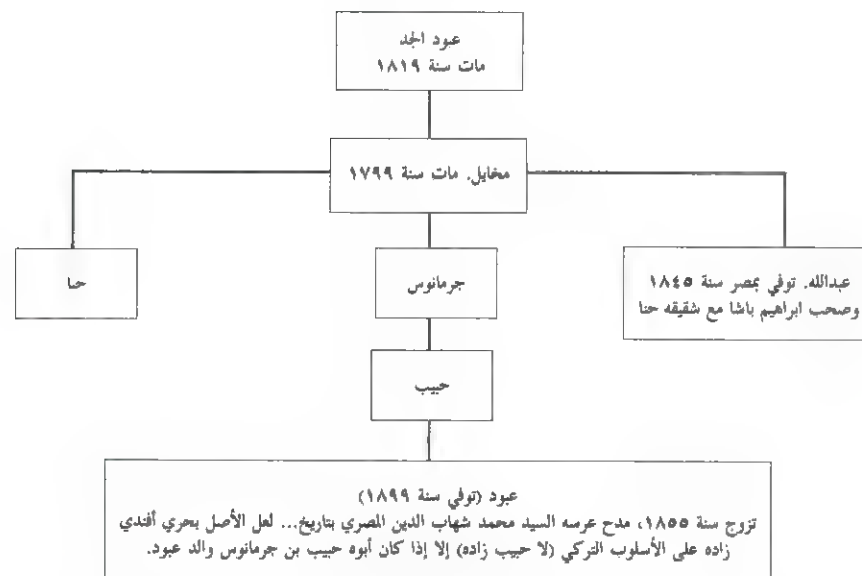 عبود الجد
مات سنة ١٨١٩
مخايل. مات سنة ١٧٩٩
عبدالله. توفي بمصر سنة ١٨٤٥
وصحب ابراهيم باشا مع شقيقه حنا
جرمانوس
حنا
حبيب
عبود (توفي سنة ١٨٩٩)
تزوج سنة ١٨٥٥، مدح عرسه السيد محمد شهاب الدين المصري بتاريخ... لعل الأصل بحري أفندي
زاده على الأسلوب التركي (لا حبيب زاده) إلا إذا كان أبوه حبيب بن جرمانوس والد عبود.